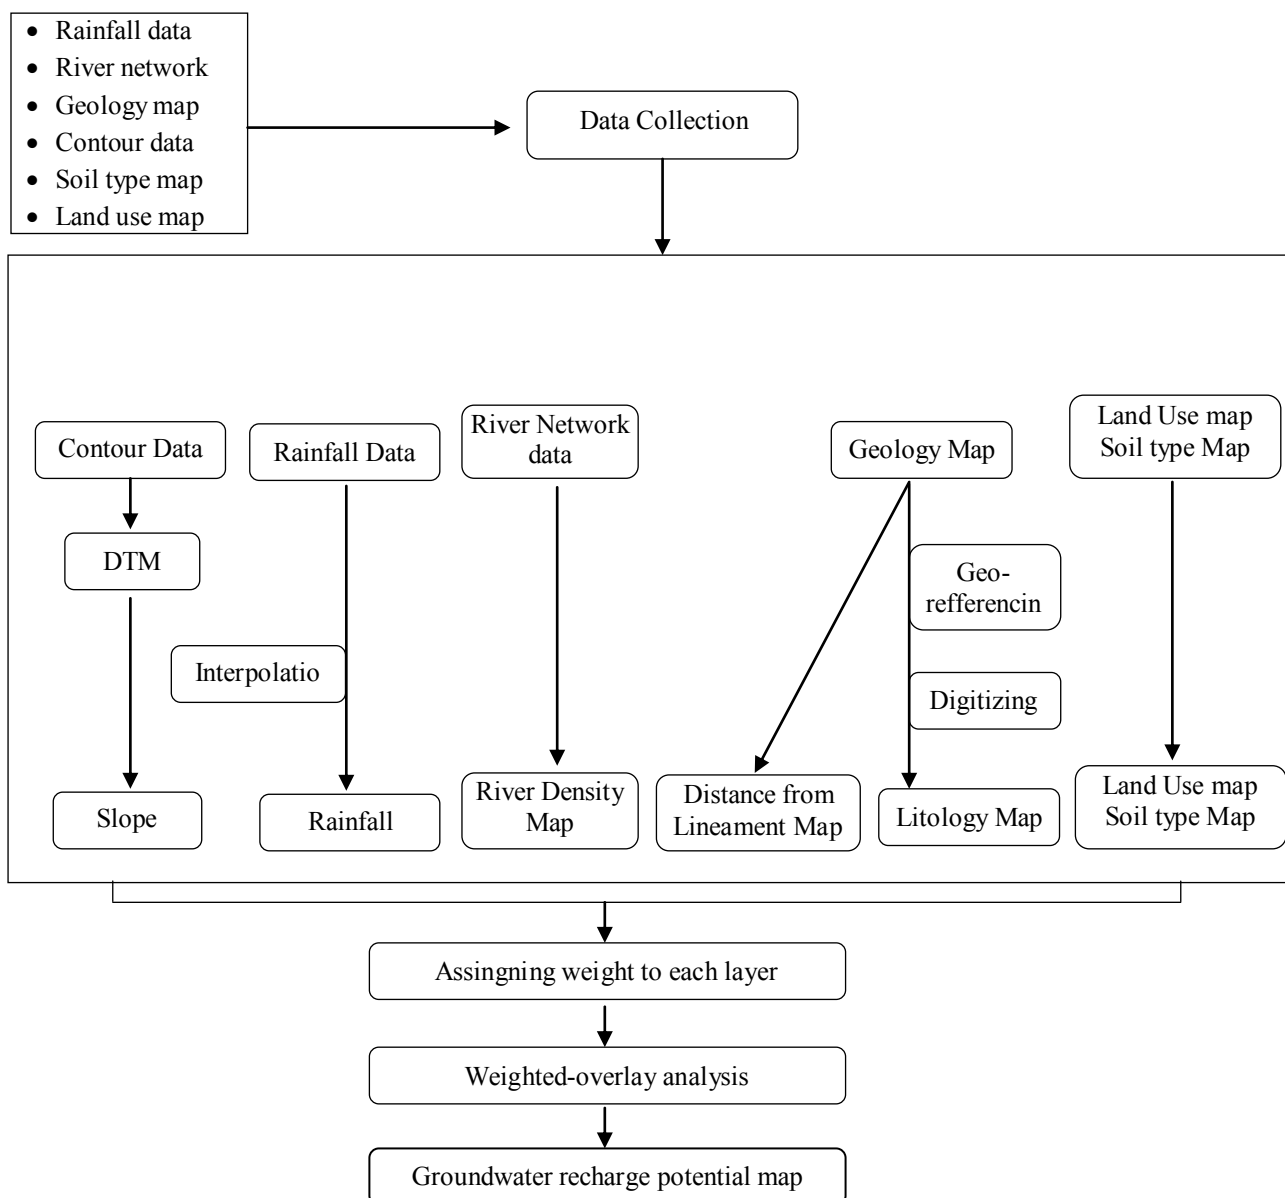 • Rainfall data
• River network
• Geology map
• Contour data
• Soil type map
• Land use map
Data Collection
Contour Data
Rainfall Data
River Network
data
Geology Map
Land Use map
Soil type Map
DTM
Geo-
refferencin
Interpolatio
Digitizing
Slope
Rainfall
River Density
Map
Distance from
Lineament Map
Litology Map
Land Use map
Soil type Map
Assingning weight to each layer
Weighted-overlay analysis
Groundwater recharge potential map